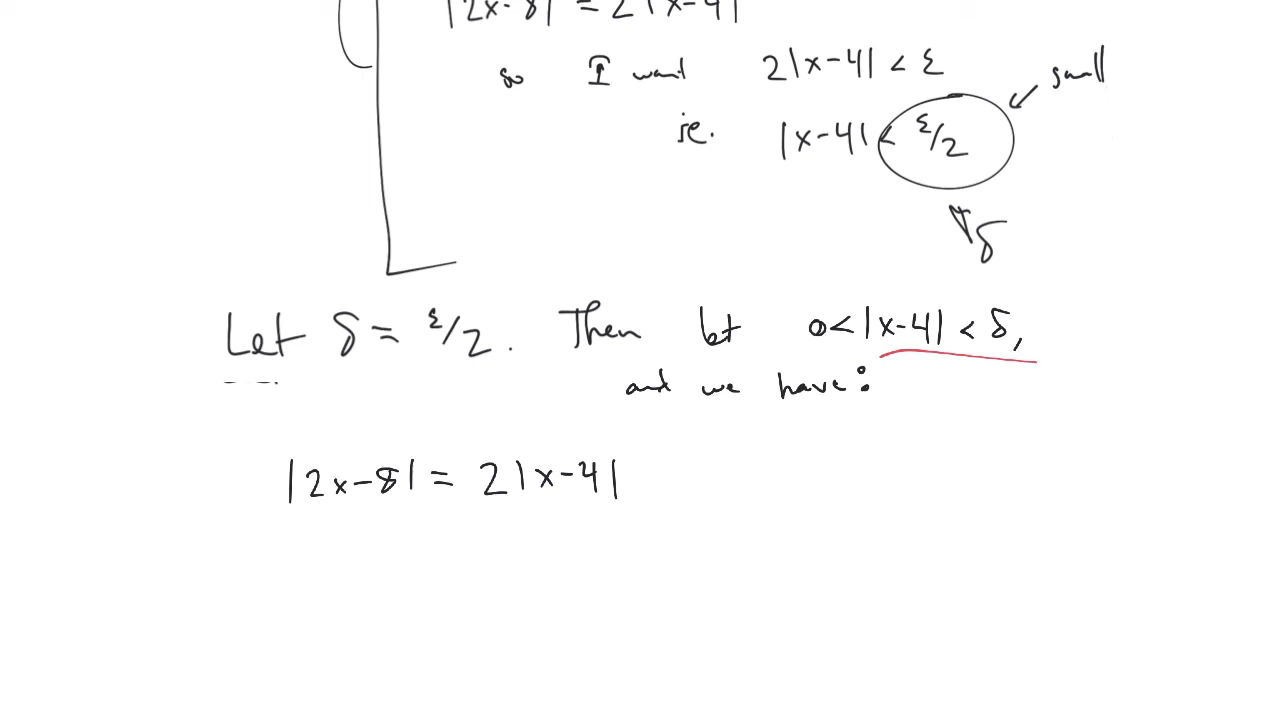 |2x-8| = 2|x-4|
so I want 2|x-4| < ε
small
ie. |x-4| < ε/2
δ
Let δ = ε/2. Then let 0<|x-4| < δ,
and we have:
|2x-8| = 2|x-4|